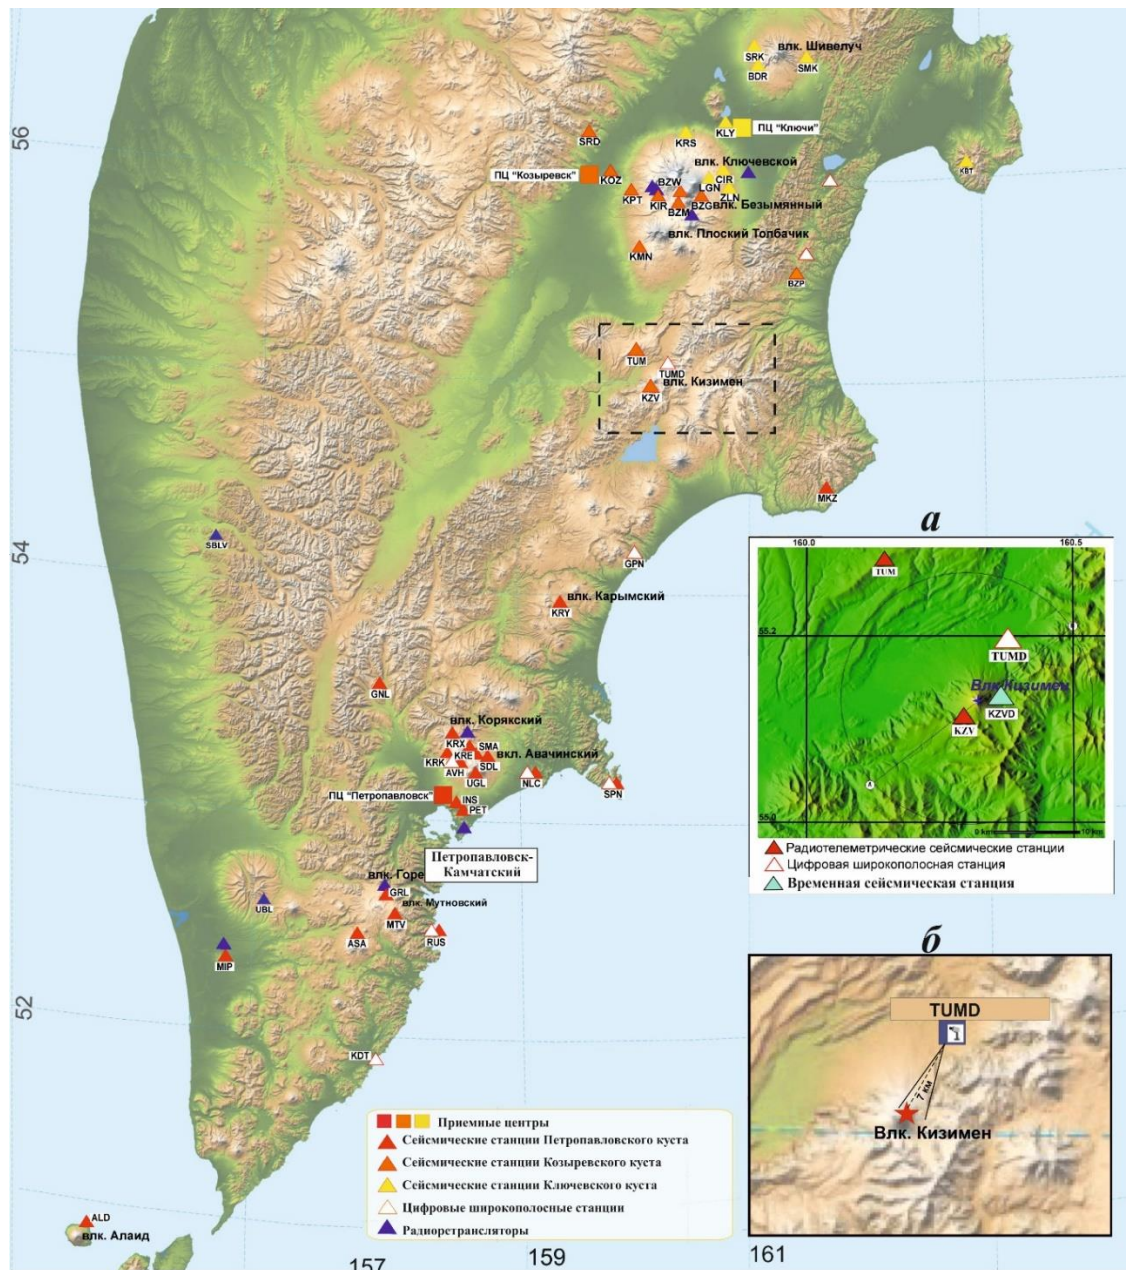 влк. Шивелуч
SRK
SMK
BDR
56
KLY
ПЦ “Ключи”
SRD
KRS
влк. Ключевской
KBT
ПЦ “Козыревск”
KOZ
BZW
CIR
LGN
KPT
KIR
ZLN
BZG
влк. Безымянный
BZM
влк. Плоский Толбачик
KMN
BZP
TUM
TUMD
влк. Кизимен
KZV
MKZ
а
SBLV
54
GPN
160.0
160.5
TUM
влк. Карымский
KRY
55.2
TUMD
GNL
Влк Кизимен
KZVD
KZV
влк. Корякский
KRX
SMA
вкл. Авачинский
KRK
KRE
SDL
AVH
UGL
NLC
SPN
ПЦ “Петропавловск”
INS
PET
55.0
0 km
10 km
Радиотелеметрические сейсмические станции
Цифровая широкополосная станция
Временная сейсмическая станция
Петропавловск-
Камчатский
влк. Горе
GRL
влк. Мутновский
UBL
MTV
ASA
RUS
MIP
б
52
TUMD
7 км
Влк. Кизимен
KDT
Приемные центры
Сейсмические станции Петропавловского куста
Сейсмические станции Козыревского куста
Сейсмические станции Ключевского куста
Цифровые широкополосные станции
Радиоретрансляторы
ALD
влк. Алаид
157
159
161